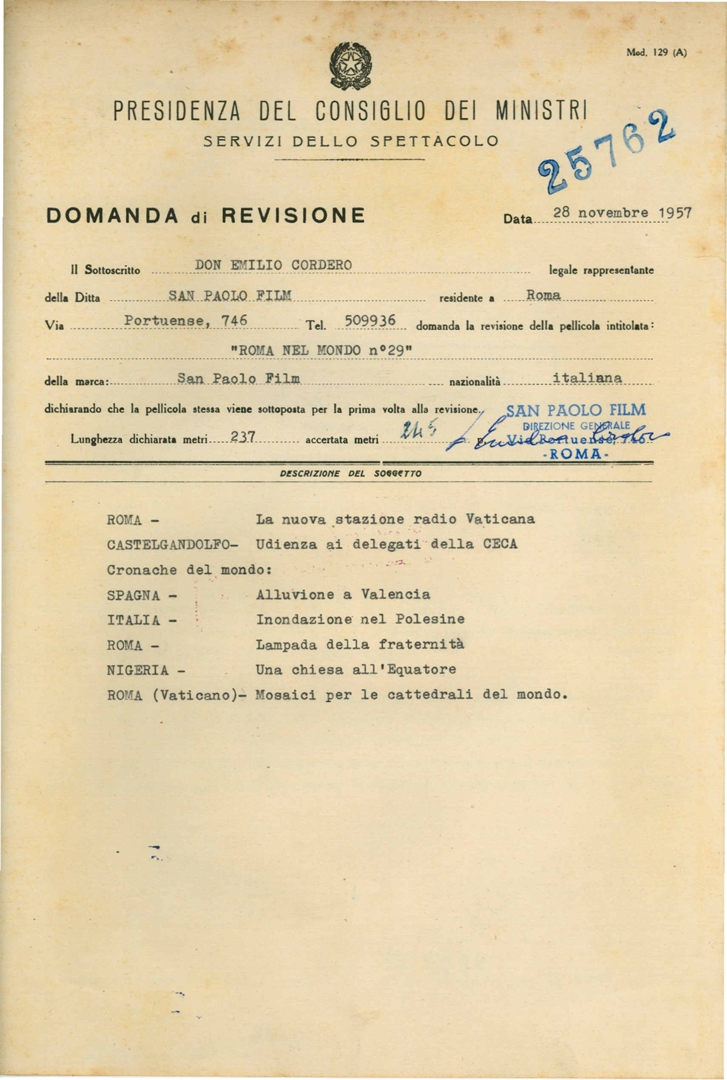 Mod. 129 (A)
PRESIDENZA DEL CONSIGLIO DEI MINISTRI
SERVIZI DELLO SPETTACOLO
25762
DOMANDA di REVISIONE
Data 28 novembre 1957
Il Sottoscritto DON EMILIO CORDERO legale rappresentante
della Ditta SAN PAOLO FILM residente a Roma
Via Portuense, 746 Tel. 509936 domanda la revisione della pellicola intitolata:
"ROMA NEL MONDO n°29"
della marca: San Paolo Film nazionalità italiana
dichiarando che la pellicola stessa viene sottoposta per la prima volta alla revisione.
SAN PAOLO FILM
DIREZIONE GENERALE
Lunghezza dichiarata metri 237 accertata metri 245 p. Via Portuense, 746
-ROMA-
DESCRIZIONE DEL SOGGETTO
ROMA - La nuova stazione radio Vaticana
CASTELGANDOLFO- Udienza ai delegati della CECA
Cronache del mondo:
SPAGNA - Alluvione a Valencia
ITALIA - Inondazione nel Polesine
ROMA - Lampada della fraternità
NIGERIA - Una chiesa all'Equatore
ROMA (Vaticano)- Mosaici per le cattedrali del mondo.